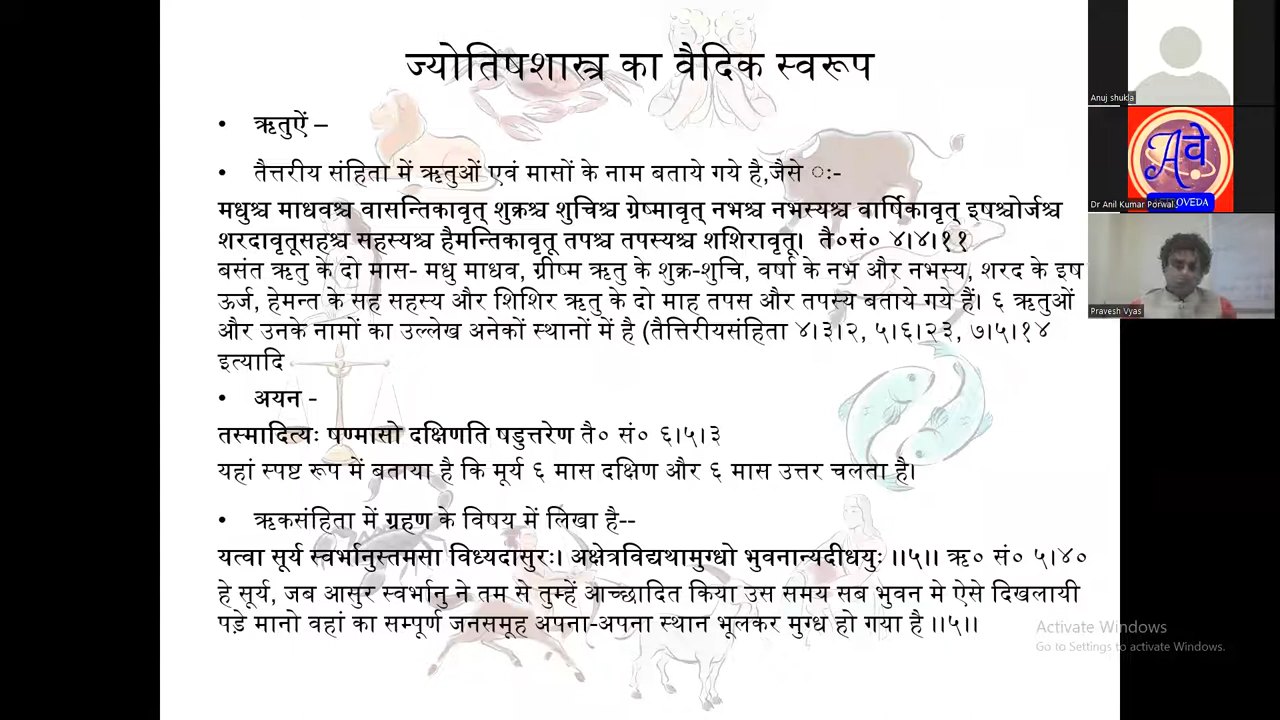 ज्योतिषशास्त्र का वैदिक स्वरूप
• ऋतुऐं –
• तैत्तरीय संहिता में ऋतुओं एवं मासों के नाम बताये गये है,जैसे ः-
मधुश्च माधवश्च वासन्तिकावृत् शुक्रश्च शुचिश्च ग्रेष्मावृत् नभश्च नभस्यश्च वार्षिकावृत् इषश्चोर्जश्च
शरदावृतूसहश्च सहस्यश्च हैमन्तिकावृतू तपश्च तपस्यश्च शशिरावृतू। तै०सं० ४।४।११
बसंत ऋतु के दो मास- मधु माधव, ग्रीष्म ऋतु के शुक्र-शुचि, वर्षा के नभ और नभस्य, शरद के इष
ऊर्ज, हेमन्त के सह सहस्य और शिशिर ऋतु के दो माह तपस और तपस्य बताये गये हैं। ६ ऋतुओं
और उनके नामों का उल्लेख अनेकों स्थानों में है (तैत्तिरीयसंहिता ४।३।२, ५।६।२३, ७।५।१४
इत्यादि
• अयन -
तस्मादित्यः षण्मासो दक्षिणति षडुत्तरेण तै० सं० ६।५।३
यहां स्पष्ट रूप में बताया है कि मूर्य ६ मास दक्षिण और ६ मास उत्तर चलता है।
• ऋकसंहिता में ग्रहण के विषय में लिखा है--
यत्वा सूर्य स्वर्भानुस्तमसा विध्यदासुरः। अक्षेत्रविद्यथामुग्धो भुवनान्यदीधयुः ।।५।। ऋ० सं० ५।४०
हे सूर्य, जब आसुर स्वर्भानु ने तम से तुम्हें आच्छादित किया उस समय सब भुवन मे ऐसे दिखलायी
पड़े मानो वहां का सम्पूर्ण जनसमूह अपना-अपना स्थान भूलकर मुग्ध हो गया है ।।५।।
Anuj shukla
Aवे
Dr Anil Kumar Porwal
OVEDA
Pravesh Vyas
Activate Windows
Go to Settings to activate Windows.